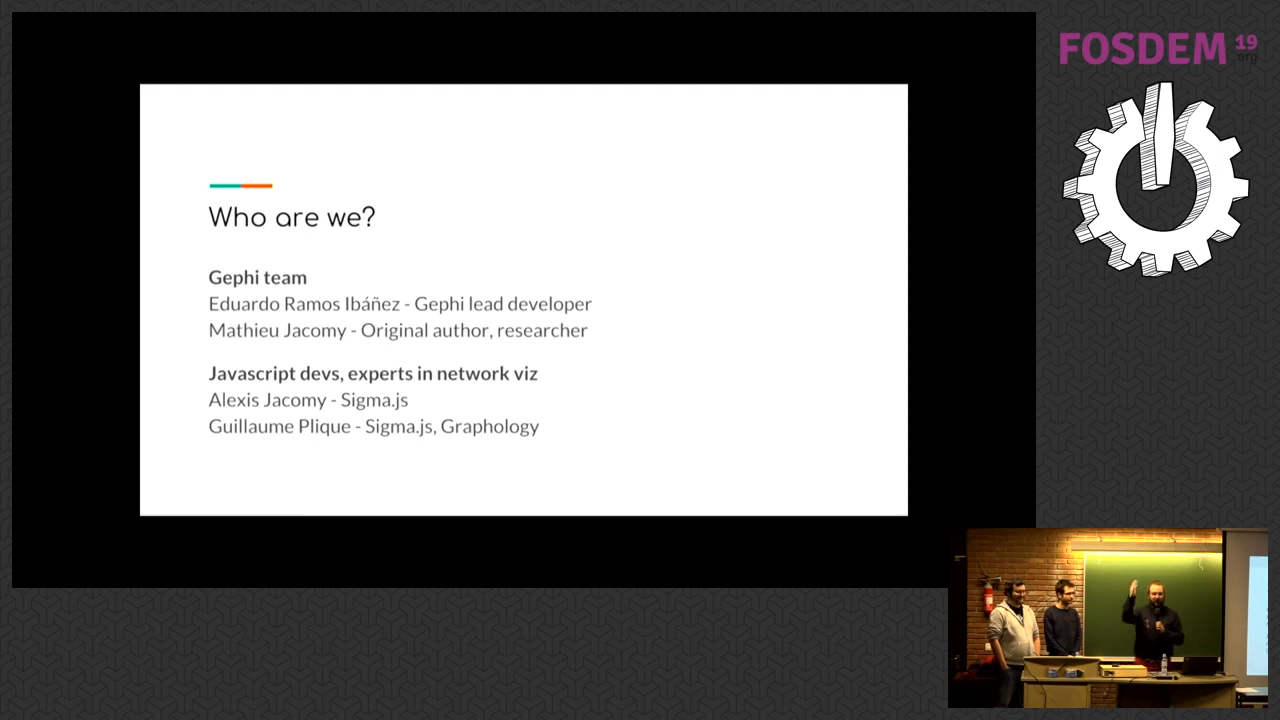 FOSDEM 19
.org
Who are we?
Gephi team
Eduardo Ramos Ibáñez - Gephi lead developer
Mathieu Jacomy - Original author, researcher
Javascript devs, experts in network viz
Alexis Jacomy - Sigma.js
Guillaume Plique - Sigma.js, Graphology